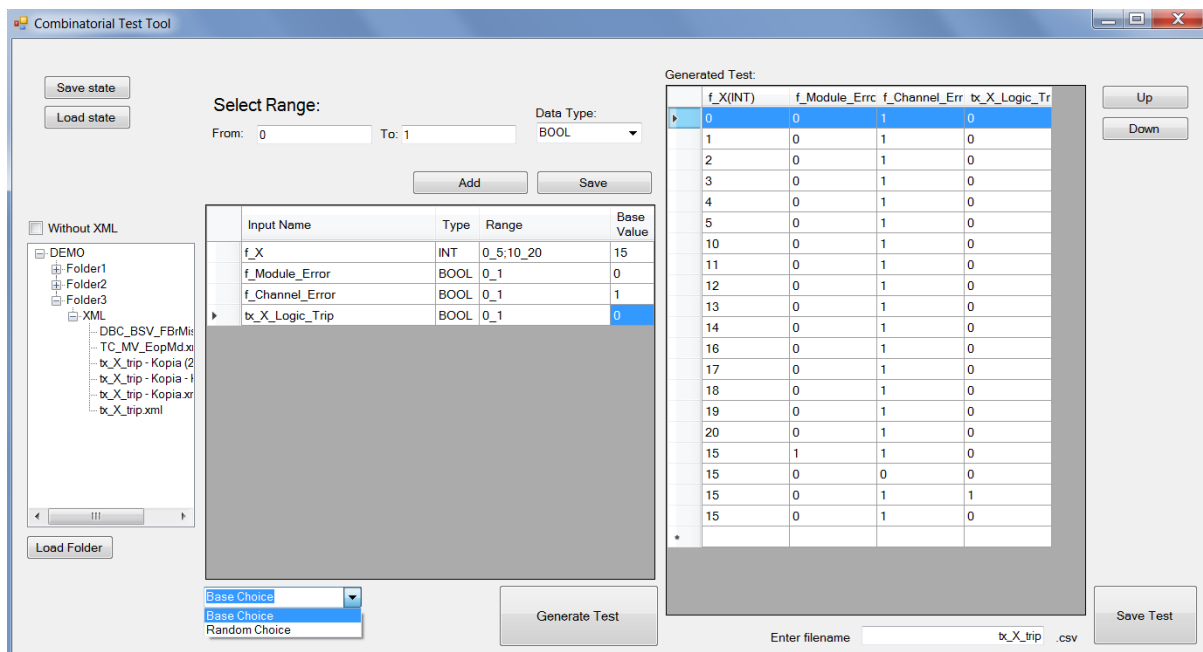 Combinatorial Test Tool
Save state
Load state
Select Range:
From: 0 To: 1
Data Type:
BOOL
Add Save
Without XML
DEMO
Folder1
Folder2
Folder3
XML
DBC_BSV_FBrMis
TC_MV_EopMd.x
tx_X_trip - Kopia (2
tx_X_trip - Kopia -
tx_X_trip - Kopia.xr
tx_X_trip.xml
Load Folder
Input Name Type Range Base Value
f_X INT 0_5;10_20 15
f_Module_Error BOOL 0_1 0
f_Channel_Error BOOL 0_1 1
tx_X_Logic_Trip BOOL 0_1 0
Base Choice
Base Choice
Random Choice
Generate Test
Generated Test:
f_X(INT) f_Module_Errc f_Channel_Err tx_X_Logic_Tr
0 0 1 0
1 0 1 0
2 0 1 0
3 0 1 0
4 0 1 0
5 0 1 0
10 0 1 0
11 0 1 0
12 0 1 0
13 0 1 0
14 0 1 0
16 0 1 0
17 0 1 0
18 0 1 0
19 0 1 0
20 0 1 0
15 1 1 0
15 0 0 0
15 0 1 1
15 0 1 0
*
Enter filename tx_X_trip .csv
Up
Down
Save Test